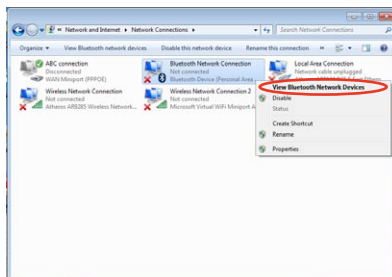 Network and Internet ▸ Network Connections ▸
Search Network Connections
Organize ▾ View Bluetooth network devices Disable this network device Rename this connection »
ABC connection
Disconnected
WAN Miniport (PPPOE)
Bluetooth Network Connection
Not connected
Bluetooth Device (Personal Area
Local Area Connection
Network cable unplugged
Wireless Network Connection
Not connected
Atheros AR9285 Wireless Network...
Wireless Network Connection 2
Not connected
Microsoft Virtual WiFi Miniport A
View Bluetooth Network Devices
Disable
Status
Create Shortcut
Rename
Properties